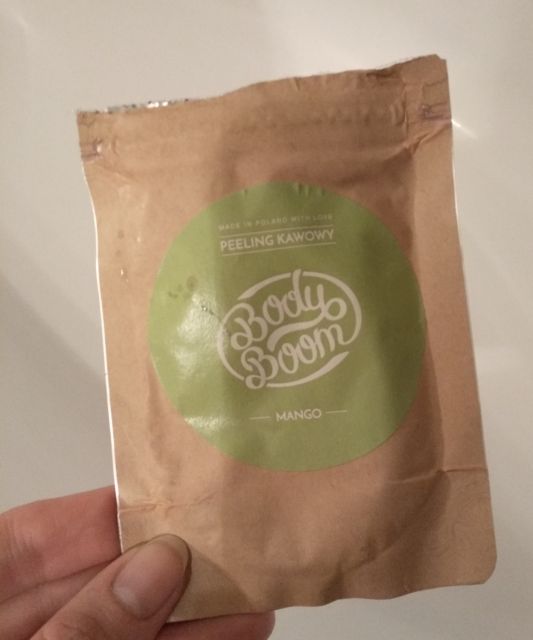 MADE IN POLAND WITH LOVE
PEELING KAWOWY
Body
Boom
MANGO